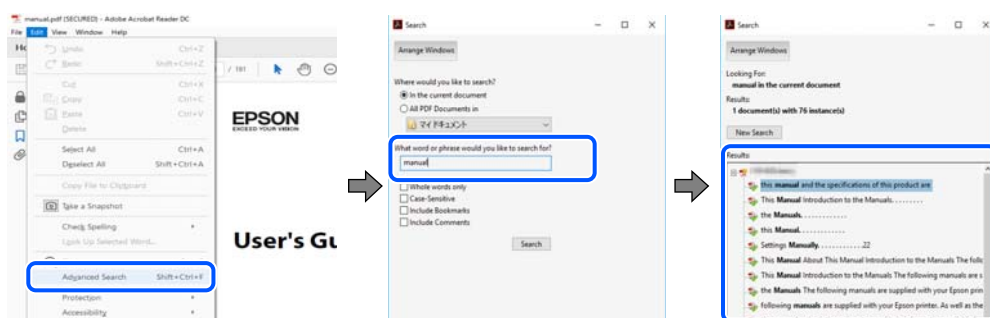 manual.pdf (SECURED) - Adobe Acrobat Reader DC
File Edit View Window Help
Undo Ctrl+Z
Redo Shift+Ctrl+Z
Cut Ctrl+X
Copy Ctrl+C
Paste Ctrl+V
Delete
Select All Ctrl+A
Deselect All Shift+Ctrl+A
Copy File to Clipboard
Take a Snapshot
Check Spelling
Look Up Selected Word...
Advanced Search Shift+Ctrl+F
Protection
Accessibility
/ 181
EPSON
EXCEED YOUR VISION
User's Gu
Search
Arrange Windows
Where would you like to search?
In the current document
All PDF Documents in
マイ ドキュメント
What word or phrase would you like to search for?
manual
Whole words only
Case-Sensitive
Include Bookmarks
Include Comments
Search
Search
Arrange Windows
Looking For:
manual in the current document
Results:
1 document(s) with 76 instance(s)
New Search
Results:
this manual and the specifications of this product are
This Manual Introduction to the Manuals. . . . . . . . .
the Manuals. . . . . . . . . . . . .
this Manual. . . . . . . . . . . . .
Settings Manually. . . . . . . . . . . .22
This Manual About This Manual Introduction to the Manuals The follo
This Manual Introduction to the Manuals The following manuals are s
the Manuals The following manuals are supplied with your Epson prin
following manuals are supplied with your Epson printer. As well as the